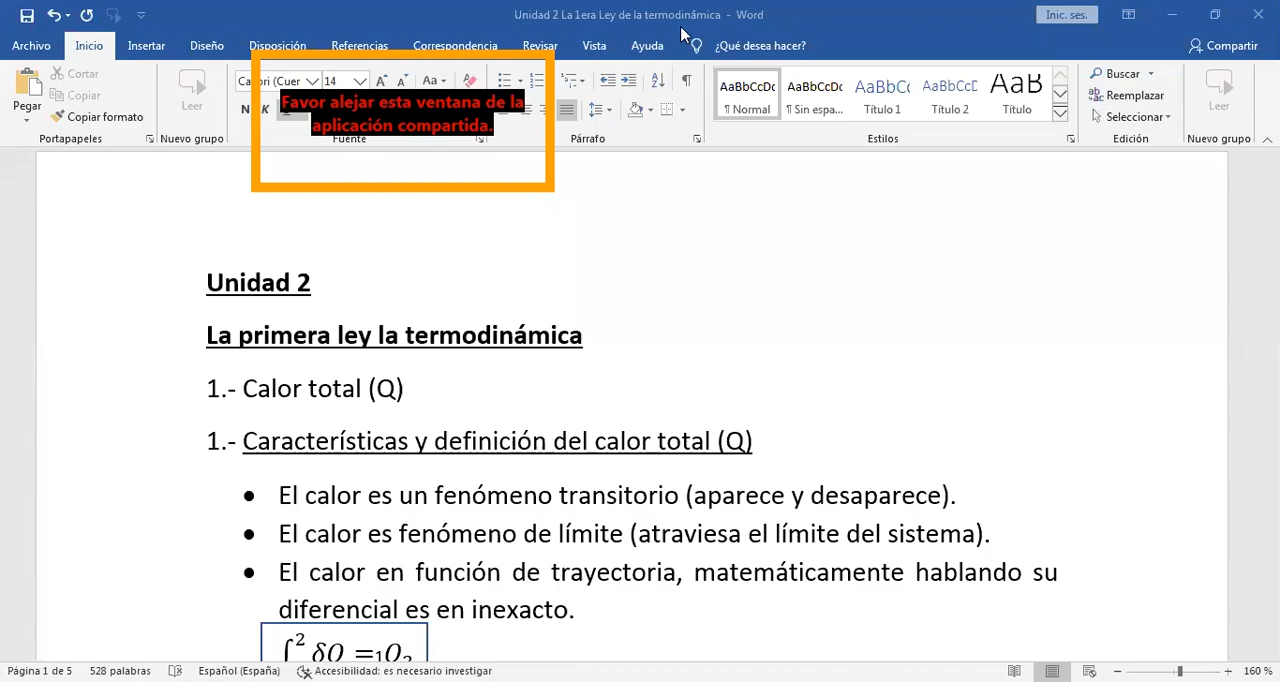 Unidad 2 La 1era Ley de la termodinámica - Word
Inic. ses.
Archivo Inicio Insertar Diseño Disposición Referencias Correspondencia Revisar Vista Ayuda ¿Qué desea hacer? Compartir
Pegar
Cortar
Copiar
Copiar formato
Portapapeles
Leer
Nuevo grupo
14
Aa
N K
Favor alejar esta ventana de la
aplicación compartida.
Fuente
Párrafo
AaBbCcDc AaBbCcDc AaBbCc AaBbCcD AaB
¶ Normal ¶ Sin espa... Título 1 Título 2 Título
Estilos
Buscar
Reemplazar
Seleccionar
Edición
Leer
Nuevo grupo
Unidad 2
La primera ley la termodinámica
1.- Calor total (Q)
1.- Características y definición del calor total (Q)
• El calor es un fenómeno transitorio (aparece y desaparece).
• El calor es fenómeno de límite (atraviesa el límite del sistema).
• El calor en función de trayectoria, matemáticamente hablando su
diferencial es en inexacto.
∫² δQ =₁Q₂
Página 1 de 5 528 palabras Español (España) Accesibilidad: es necesario investigar 160 %